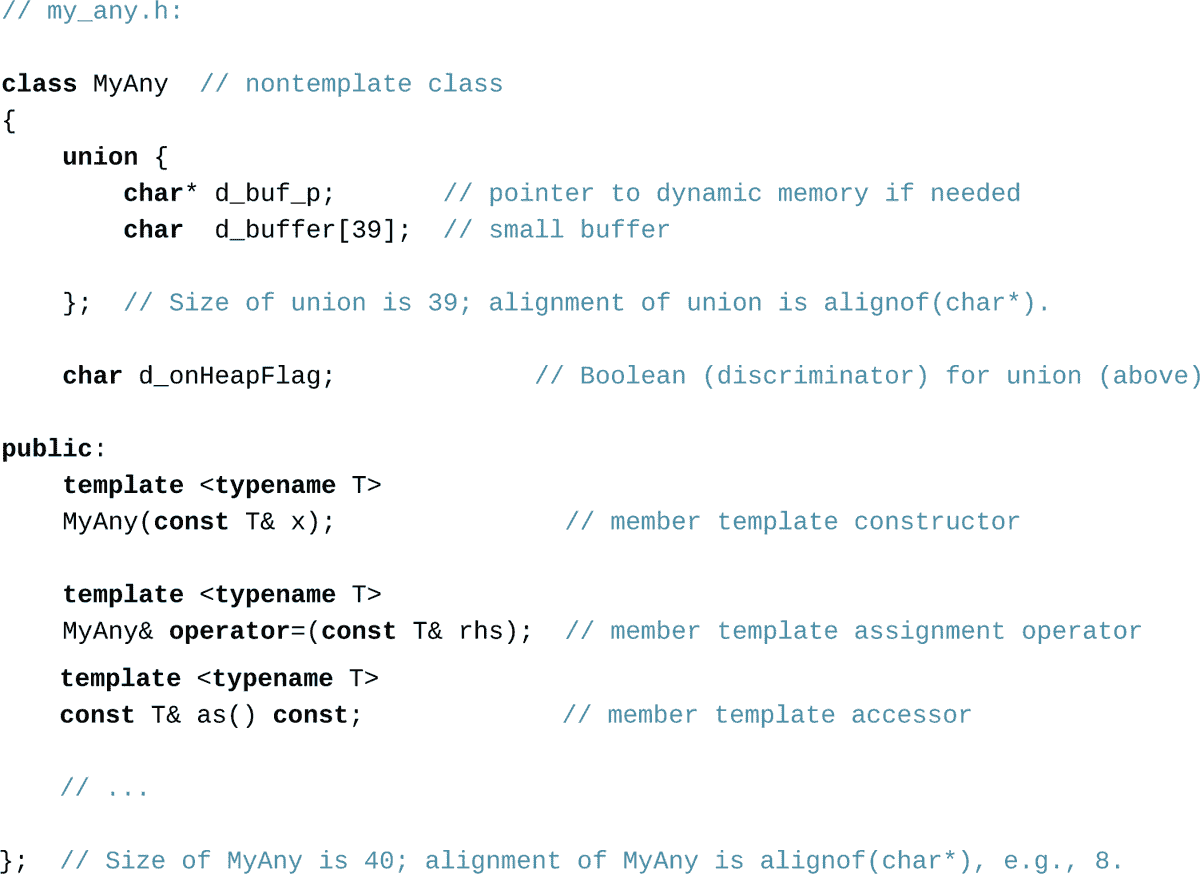 // my_any.h:
class MyAny  // nontemplate class
{
    union {
        char* d_buf_p;       // pointer to dynamic memory if needed
        char  d_buffer[39];  // small buffer
    };  // Size of union is 39; alignment of union is alignof(char*).
    char d_onHeapFlag;             // Boolean (discriminator) for union (above)
public:
    template <typename T>
    MyAny(const T& x);               // member template constructor
    template <typename T>
    MyAny& operator=(const T& rhs);  // member template assignment operator
    template <typename T>
    const T& as() const;             // member template accessor
    // ...
};  // Size of MyAny is 40; alignment of MyAny is alignof(char*), e.g., 8.